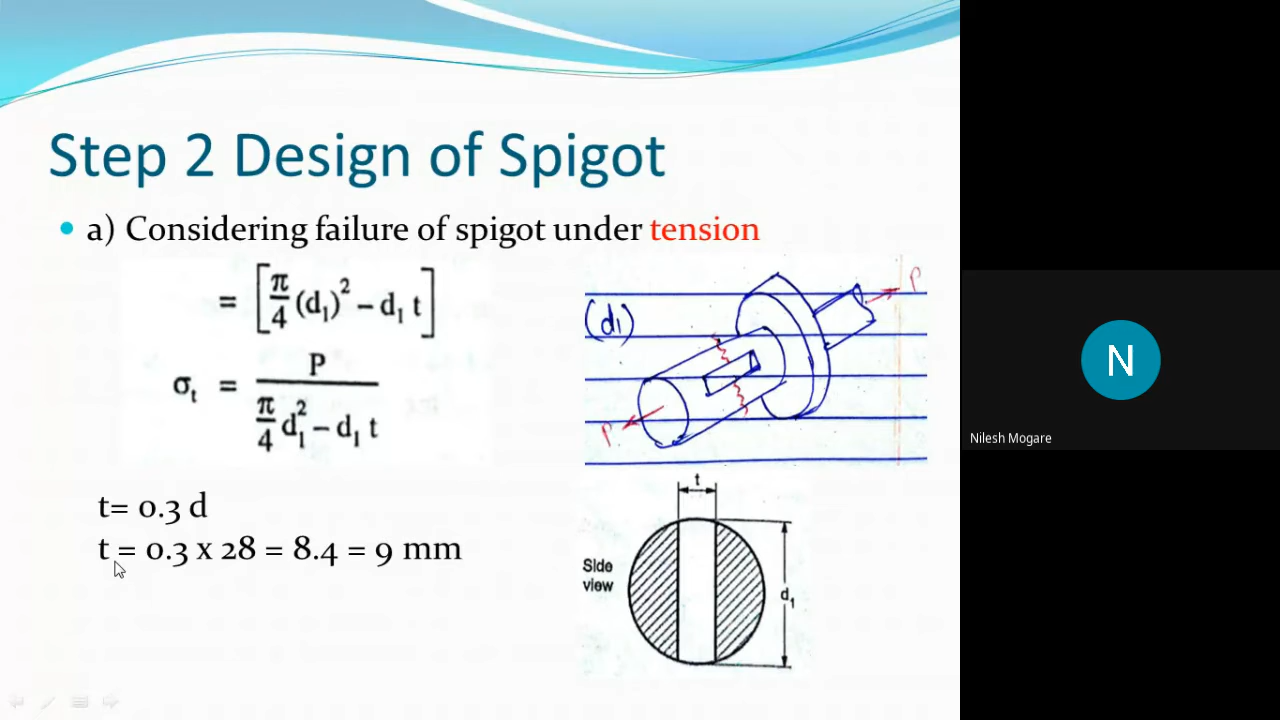 Step 2 Design of Spigot
a) Considering failure of spigot under tension
= [π/4 (d₁)² – d₁ t]
σₜ = P / (π/4 d₁² – d₁ t)
t= 0.3 d
t = 0.3 x 28 = 8.4 = 9 mm
(d1)
P
P
t
Side
view
d₁
N
Nilesh Mogare